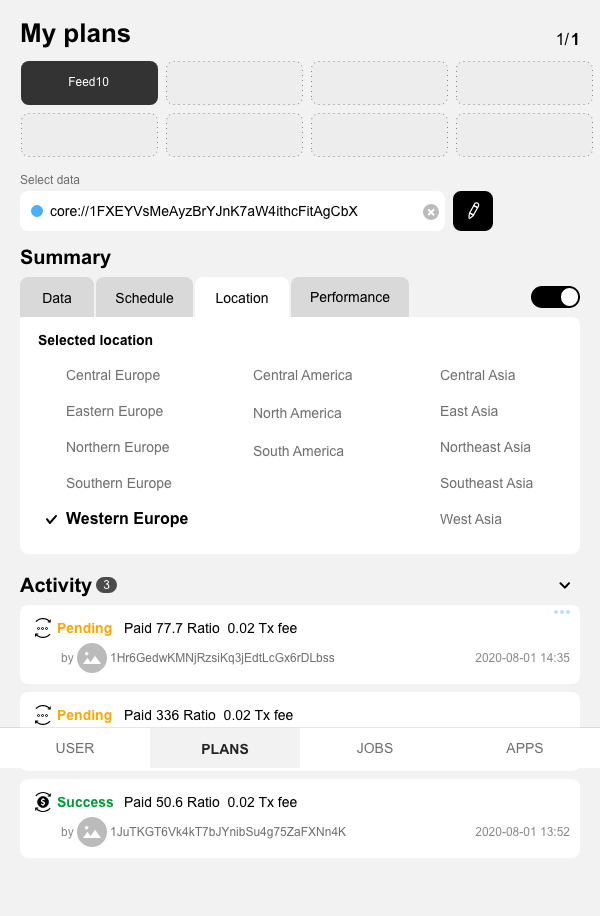 My plans
1/1
Feed10
Select data
core://1FXEYVsMeAyzBrYJnK7aW4ithcFitAgCbX
Summary
Data Schedule Location Performance
Selected location
Central Europe Central America Central Asia
Eastern Europe North America East Asia
Northern Europe South America Northeast Asia
Southern Europe Southeast Asia
Western Europe West Asia
Activity 3
Pending Paid 77.7 Ratio 0.02 Tx fee
by 1Hr6GedwKMNjRzsiKq3jEdtLcGx6rDLbss 2020-08-01 14:35
Pending Paid 336 Ratio 0.02 Tx fee
USER PLANS JOBS APPS
Success Paid 50.6 Ratio 0.02 Tx fee
by 1JuTKGT6Vk4kT7bJYnibSu4g75ZaFXNn4K 2020-08-01 13:52